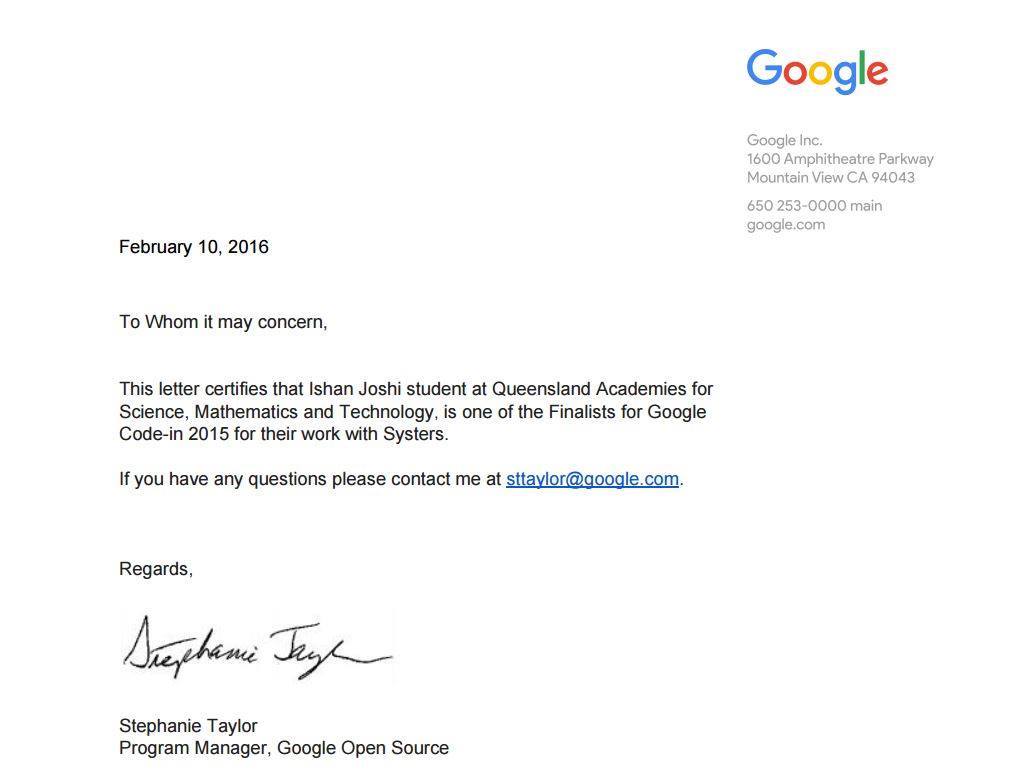 Google
Google Inc.
1600 Amphitheatre Parkway
Mountain View CA 94043
650 253-0000 main
google.com
February 10, 2016
To Whom it may concern,
This letter certifies that Ishan Joshi student at Queensland Academies for
Science, Mathematics and Technology, is one of the Finalists for Google
Code-in 2015 for their work with Systers.
If you have any questions please contact me at sttaylor@google.com.
Regards,
Stephanie Taylor
Stephanie Taylor
Program Manager, Google Open Source